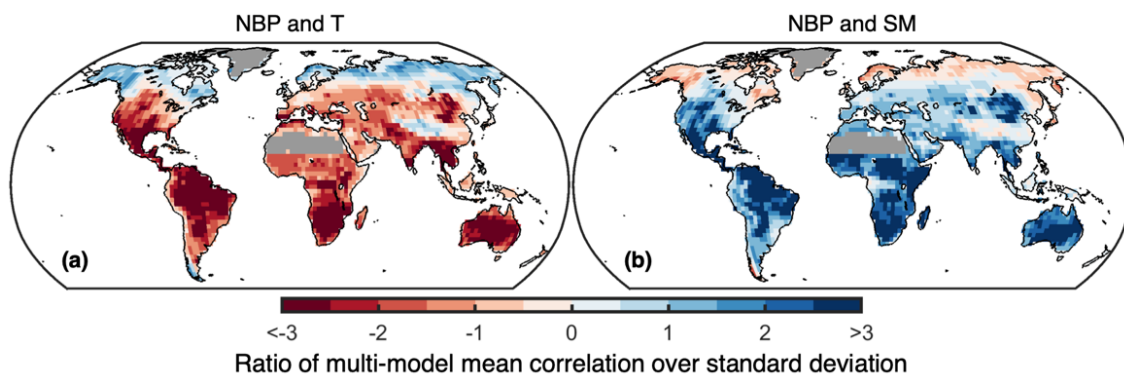 NBP and T
NBP and SM
(a)
(b)
<-3 -2 -1 0 1 2 >3
Ratio of multi-model mean correlation over standard deviation